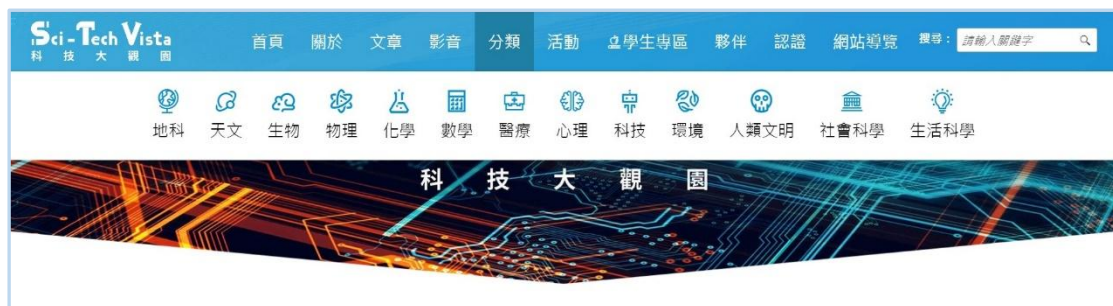 Sci-Tech Vista
科技大觀園
首頁 關於 文章 影音 分類 活動 學生專區 夥伴 認證 網站導覽 搜尋： 請輸入關鍵字
地科 天文 生物 物理 化學 數學 醫療 心理 科技 環境 人類文明 社會科學 生活科學
科技大觀園